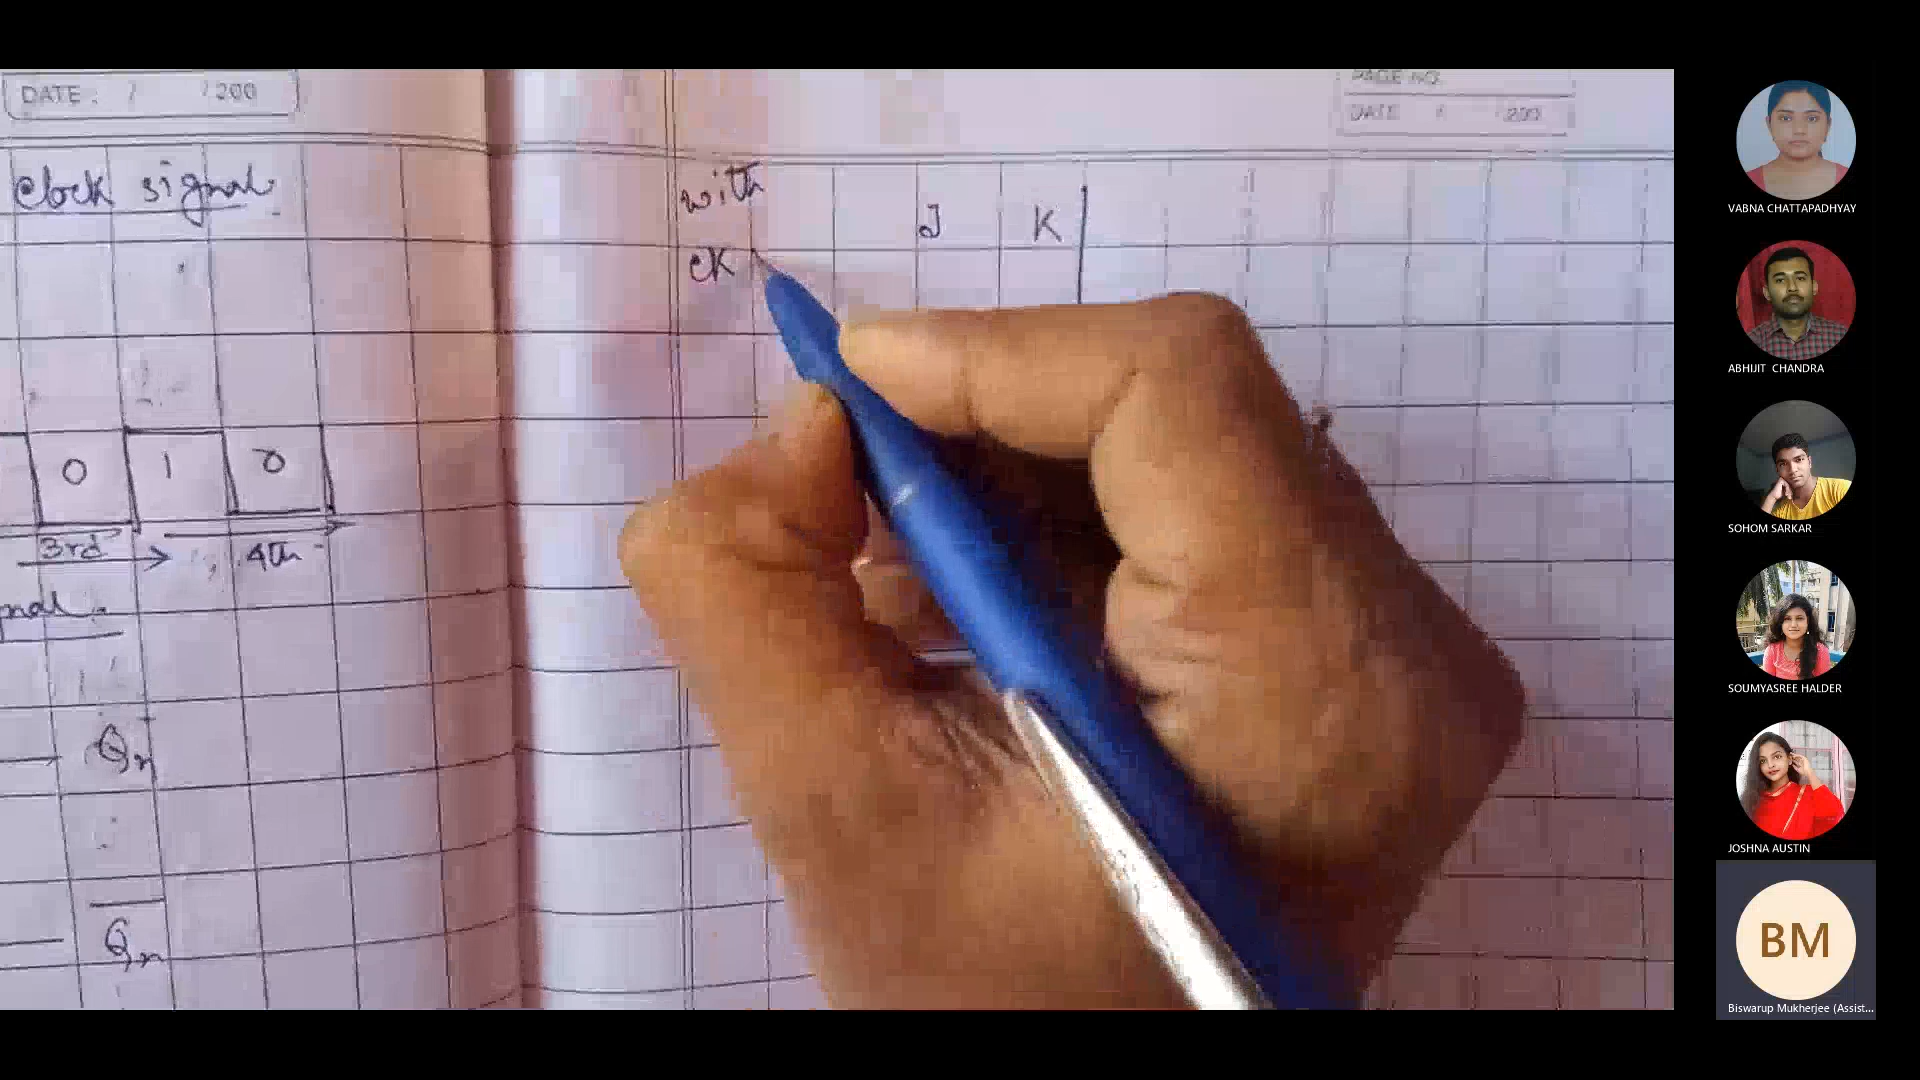 DATE: / / 200
clock signal
0 1 0
3rd 4th
Qn
Qn
PAGE NO.
DATE / / 200
with
CK
J K
VABNA CHATTAPADHYAY
ABHIJIT CHANDRA
SOHOM SARKAR
SOUMYASREE HALDER
JOSHNA AUSTIN
BM
Biswarup Mukherjee (Assist...